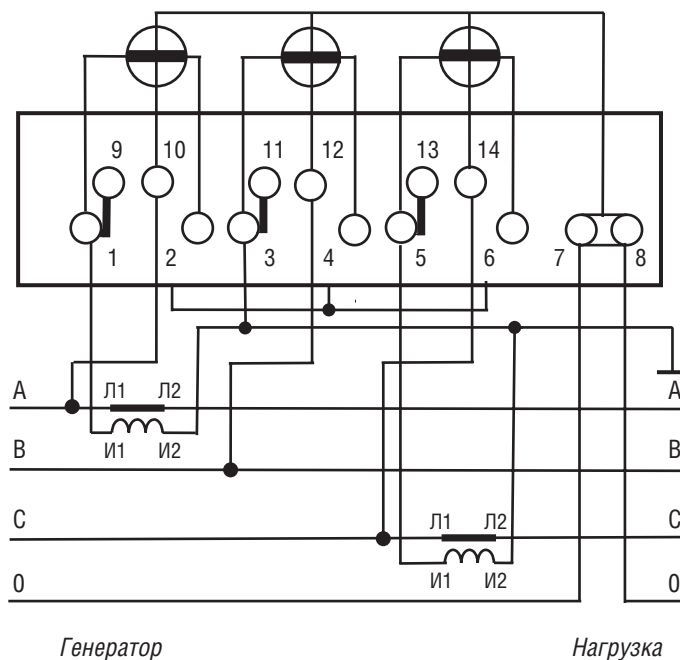 9 10 11 12 13 14
1 2 3 4 5 6 7 8
А Л1 Л2 А
И1 И2
В В
С Л1 Л2 С
И1 И2
0 0
Генератор Нагрузка